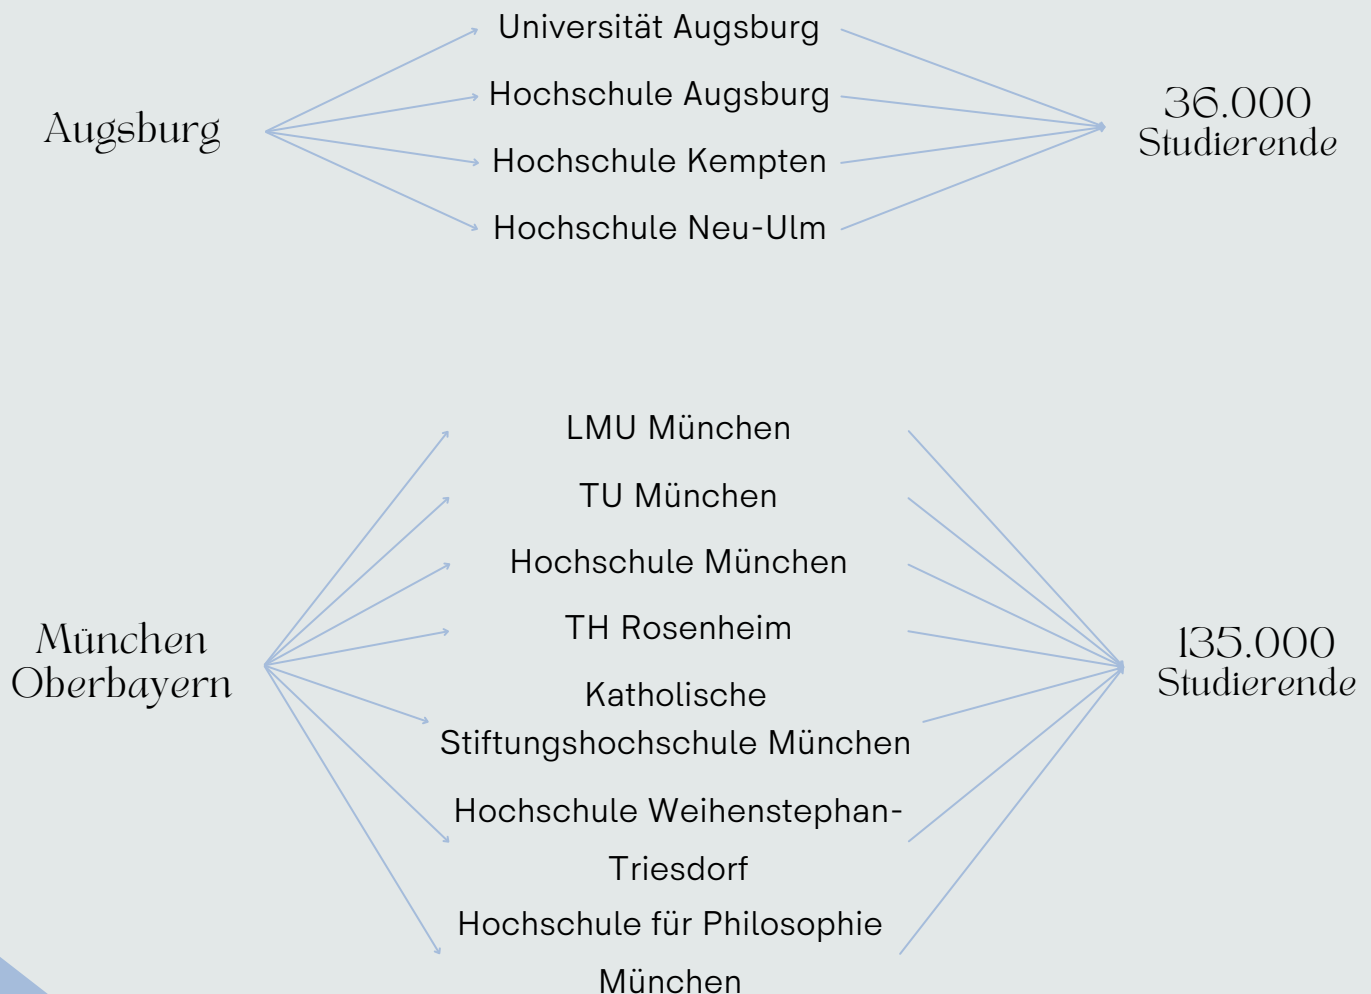 Augsburg
Universität Augsburg
Hochschule Augsburg
Hochschule Kempten
Hochschule Neu-Ulm
36.000
Studierende
München
Oberbayern
LMU München
TU München
Hochschule München
TH Rosenheim
Katholische
Stiftungshochschule München
Hochschule Weihenstephan-
Triesdorf
Hochschule für Philosophie
München
135.000
Studierende